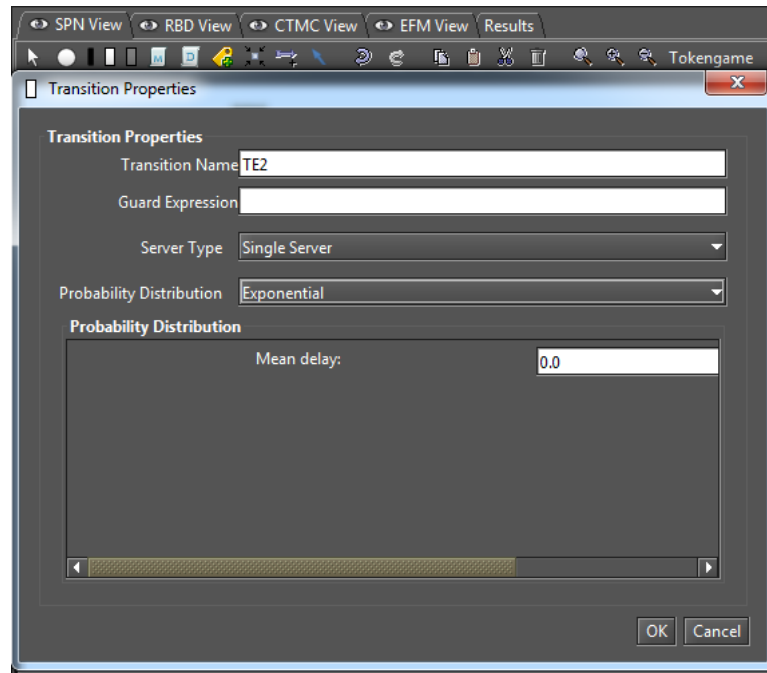 SPN View RBD View CTMC View EFM View Results
M D Tokengame
Transition Properties
Transition Properties
Transition Name TE2
Guard Expression
Server Type Single Server
Probability Distribution Exponential
Probability Distribution
Mean delay: 0.0
OK Cancel